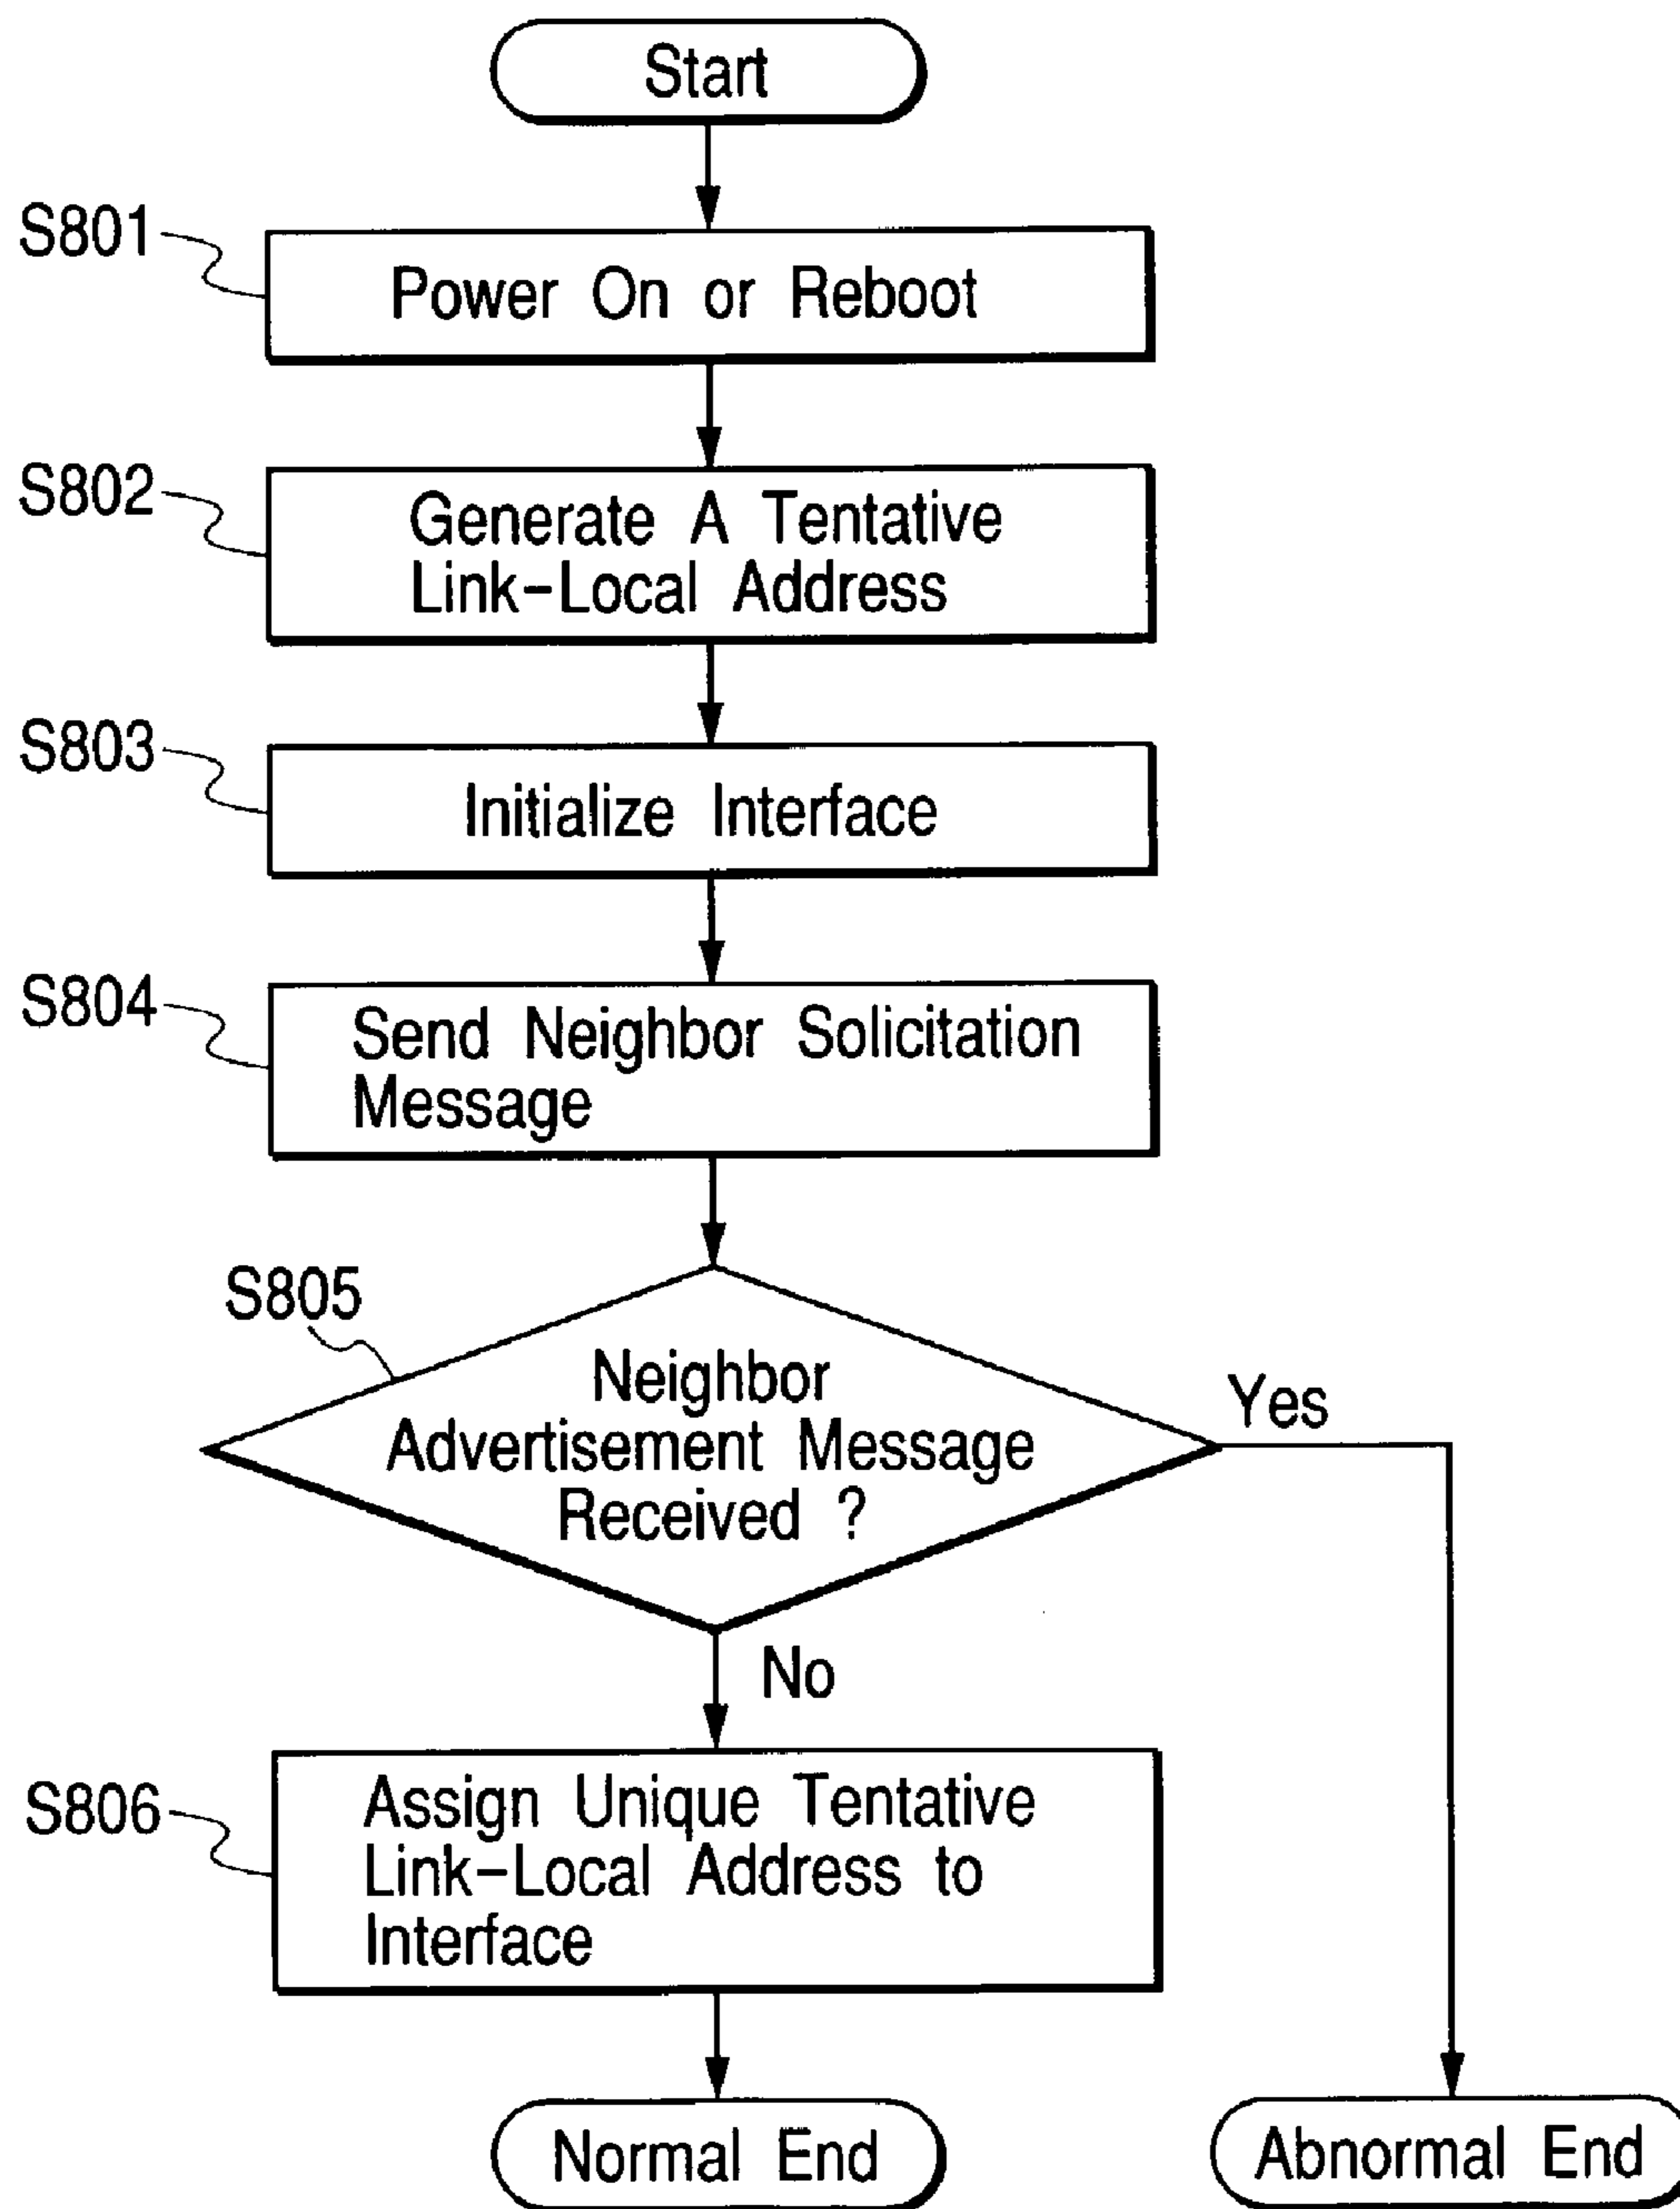 Start
S801
Power On or Reboot
S802
Generate A Tentative
Link-Local Address
S803
Initialize Interface
S804
Send Neighbor Solicitation
Message
S805
Neighbor
Advertisement Message
Received ?
Yes
No
S806
Assign Unique Tentative
Link-Local Address to
Interface
Normal End
Abnormal End